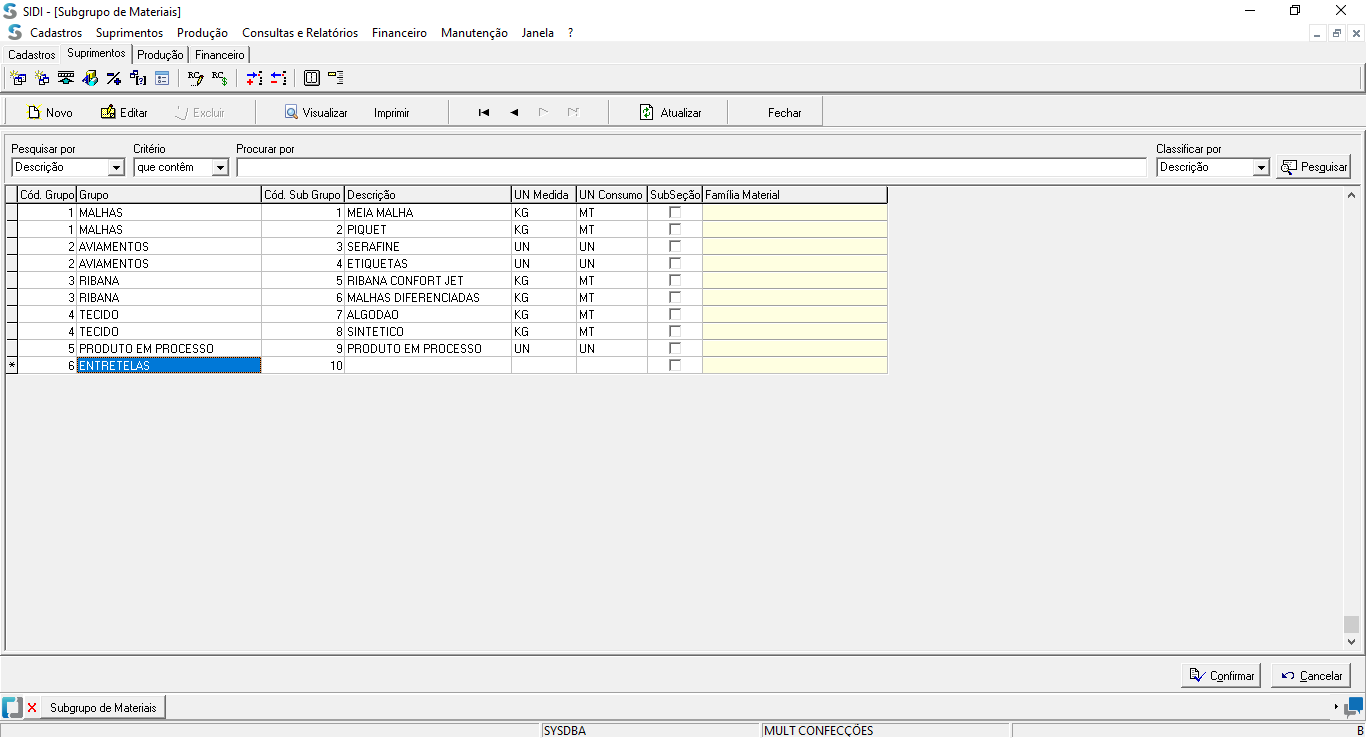 SIDI - [Subgrupo de Materiais]
Cadastros Suprimentos Produção Consultas e Relatórios Financeiro Manutenção Janela ?
Cadastros Suprimentos Produção Financeiro
Novo Editar Excluir Visualizar Imprimir Atualizar Fechar
Pesquisar por Critério Procurar por Classificar por
Descrição que contêm Descrição Pesquisar
Cód. Grupo Grupo Cód. Sub Grupo Descrição UN Medida UN Consumo SubSeção Família Material
1 MALHAS 1 MEIA MALHA KG MT
1 MALHAS 2 PIQUET KG MT
2 AVIAMENTOS 3 SERAFINE UN UN
2 AVIAMENTOS 4 ETIQUETAS UN UN
3 RIBANA 5 RIBANA CONFORT JET KG MT
3 RIBANA 6 MALHAS DIFERENCIADAS KG MT
4 TECIDO 7 ALGODAO KG MT
4 TECIDO 8 SINTETICO KG MT
5 PRODUTO EM PROCESSO 9 PRODUTO EM PROCESSO UN UN
* 6 ENTRETELAS 10
Confirmar Cancelar
Subgrupo de Materiais
SYSDBA MULT CONFECÇÕES B